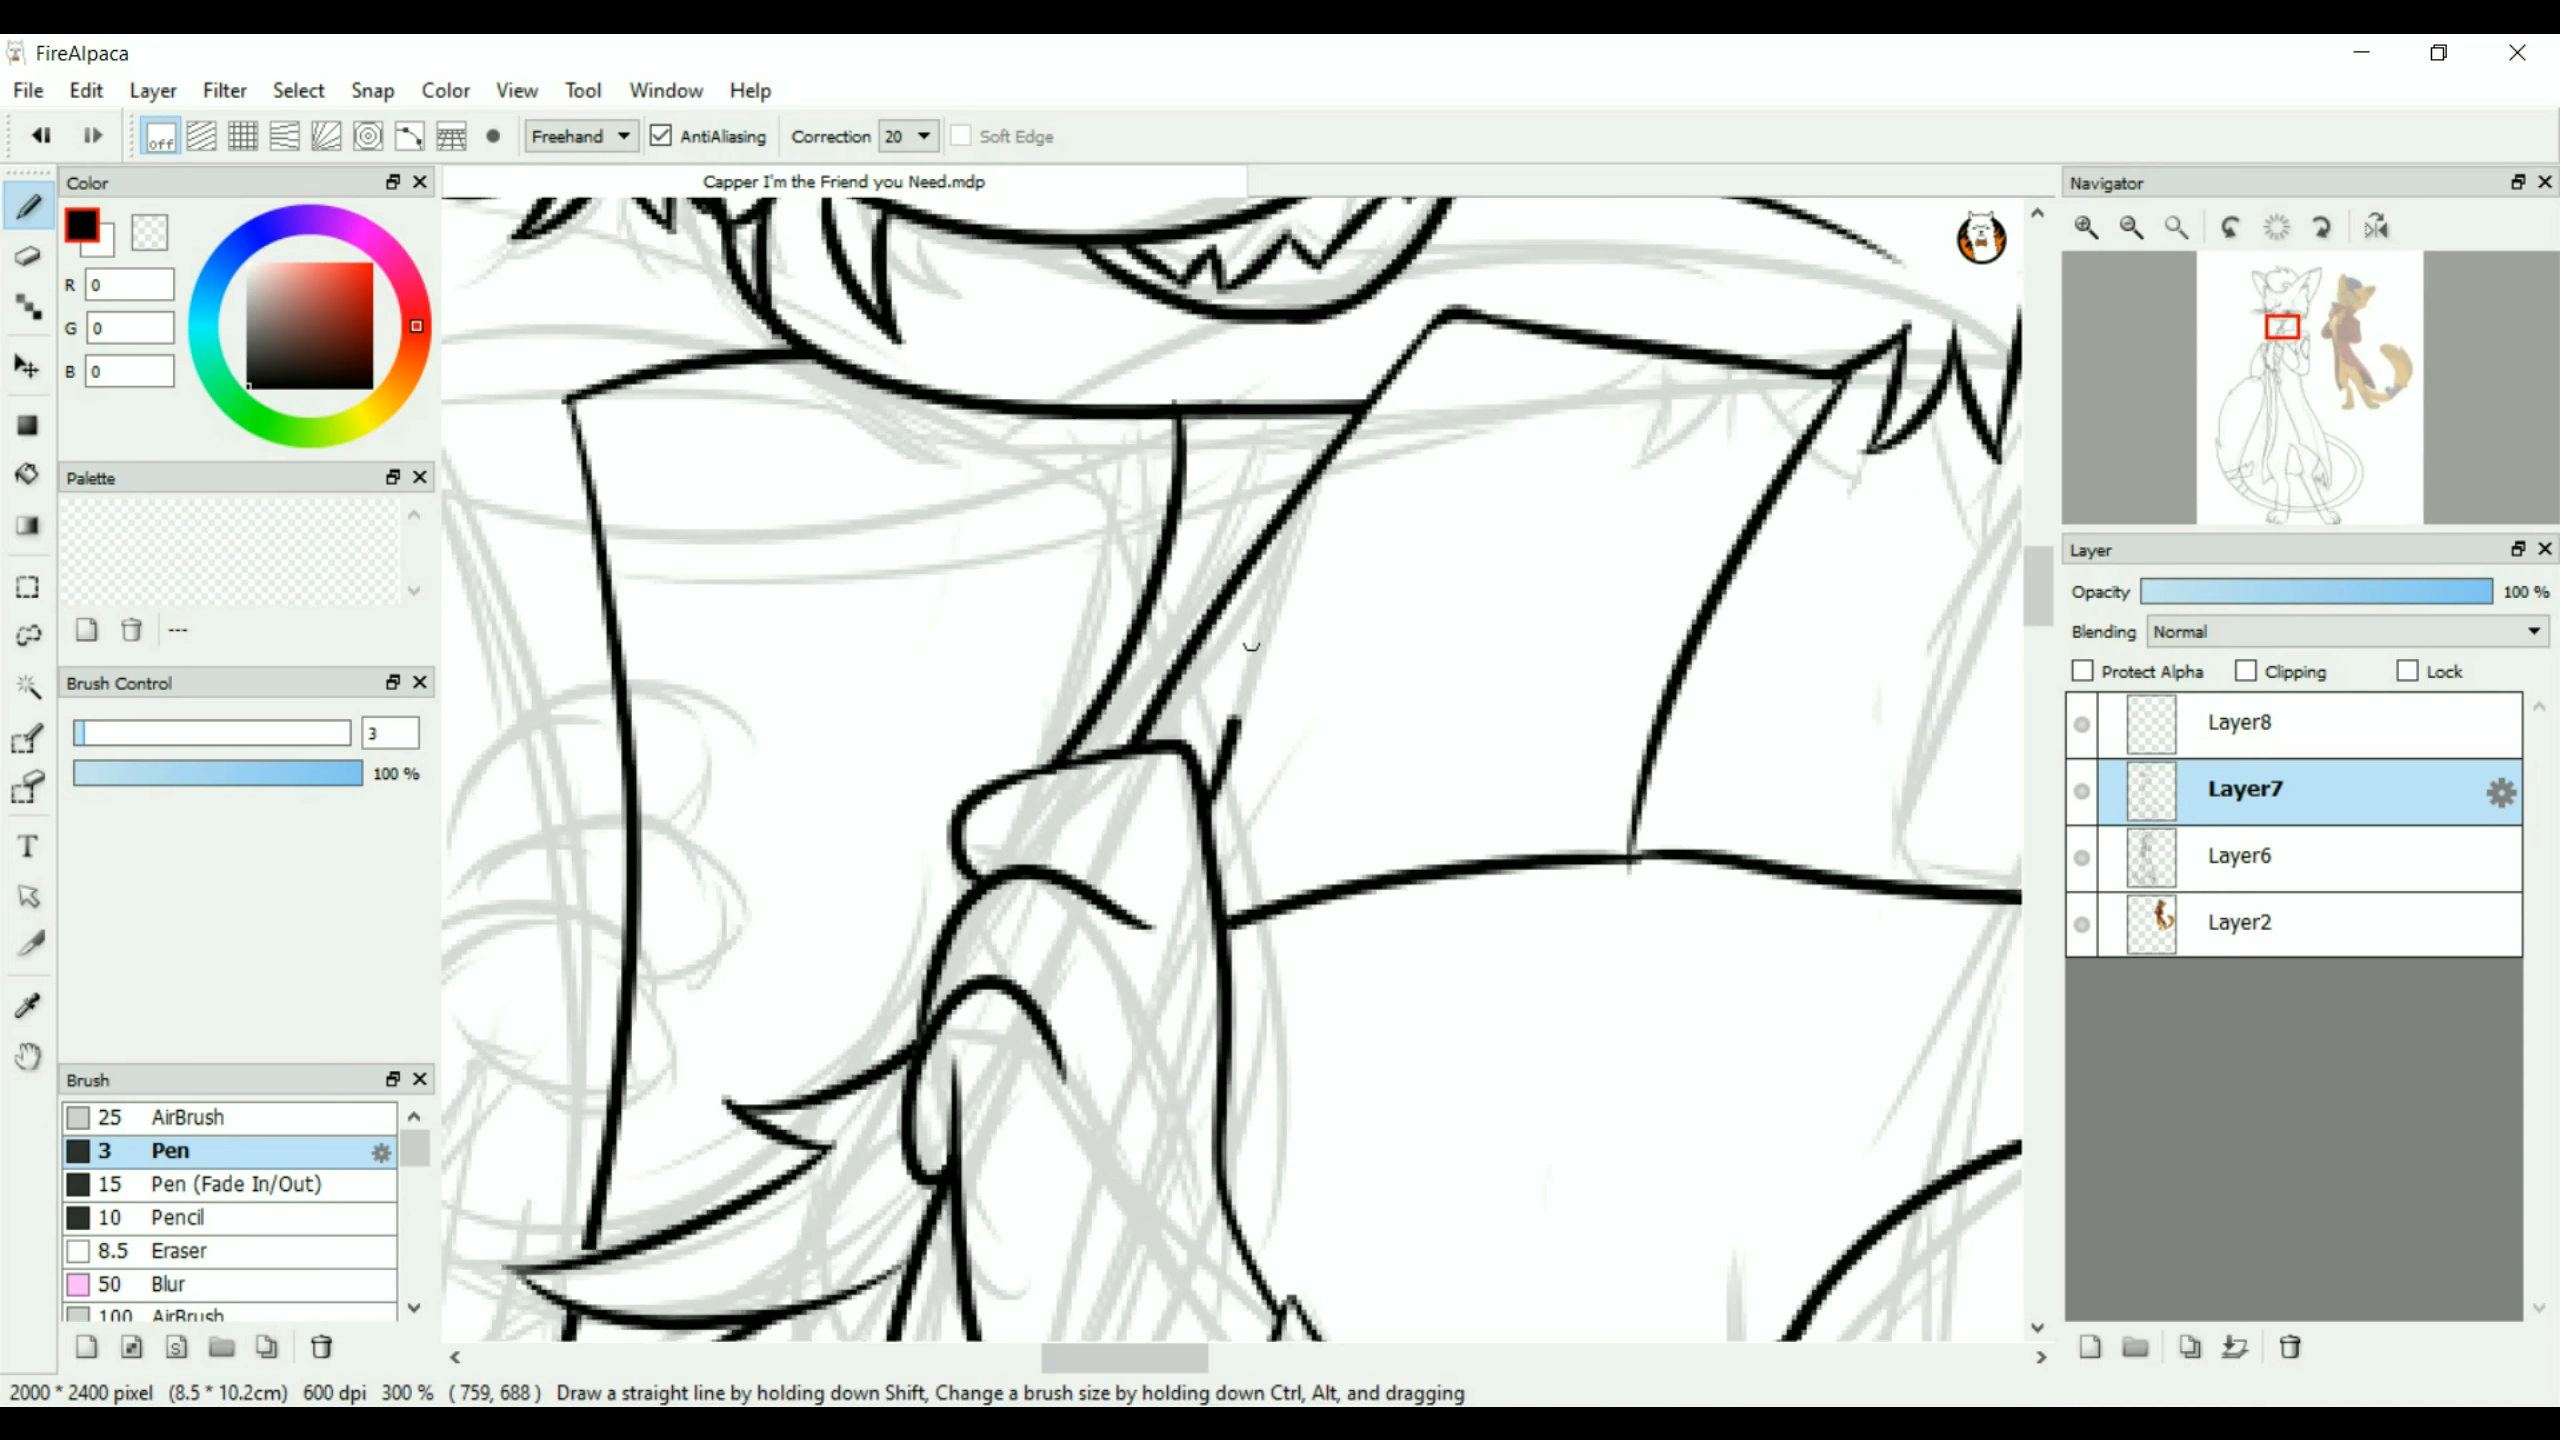 FireAlpaca
File Edit Layer Filter Select Snap Color View Tool Window Help
off Freehand AntiAliasing Correction 20 Soft Edge
Color
Capper I'm the Friend you Need.mdp
Navigator
R 0
G 0
B 0
Palette
---
Layer
Opacity 100 %
Blending Normal
Protect Alpha Clipping Lock
Brush Control
3
100 %
Layer8
Layer7
Layer6
Layer2
T
Brush
25 AirBrush
3 Pen
15 Pen (Fade In/Out)
10 Pencil
8.5 Eraser
50 Blur
100 AirBrush
S
2000 * 2400 pixel (8.5 * 10.2cm) 600 dpi 300 % ( 759, 688 ) Draw a straight line by holding down Shift, Change a brush size by holding down Ctrl, Alt, and dragging